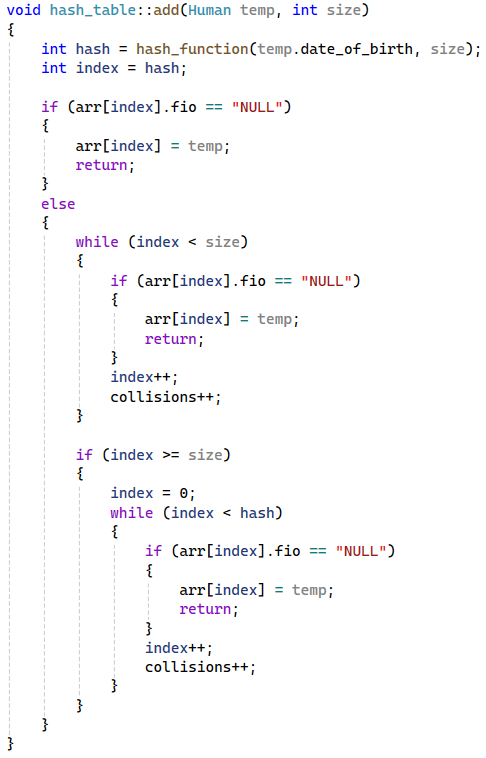 void hash_table::add(Human temp, int size)
{
    int hash = hash_function(temp.date_of_birth, size);
    int index = hash;

    if (arr[index].fio == "NULL")
    {
        arr[index] = temp;
        return;
    }
    else
    {
        while (index < size)
        {
            if (arr[index].fio == "NULL")
            {
                arr[index] = temp;
                return;
            }
            index++;
            collisions++;
        }

        if (index >= size)
        {
            index = 0;
            while (index < hash)
            {
                if (arr[index].fio == "NULL")
                {
                    arr[index] = temp;
                    return;
                }
                index++;
                collisions++;
            }
        }
    }
}